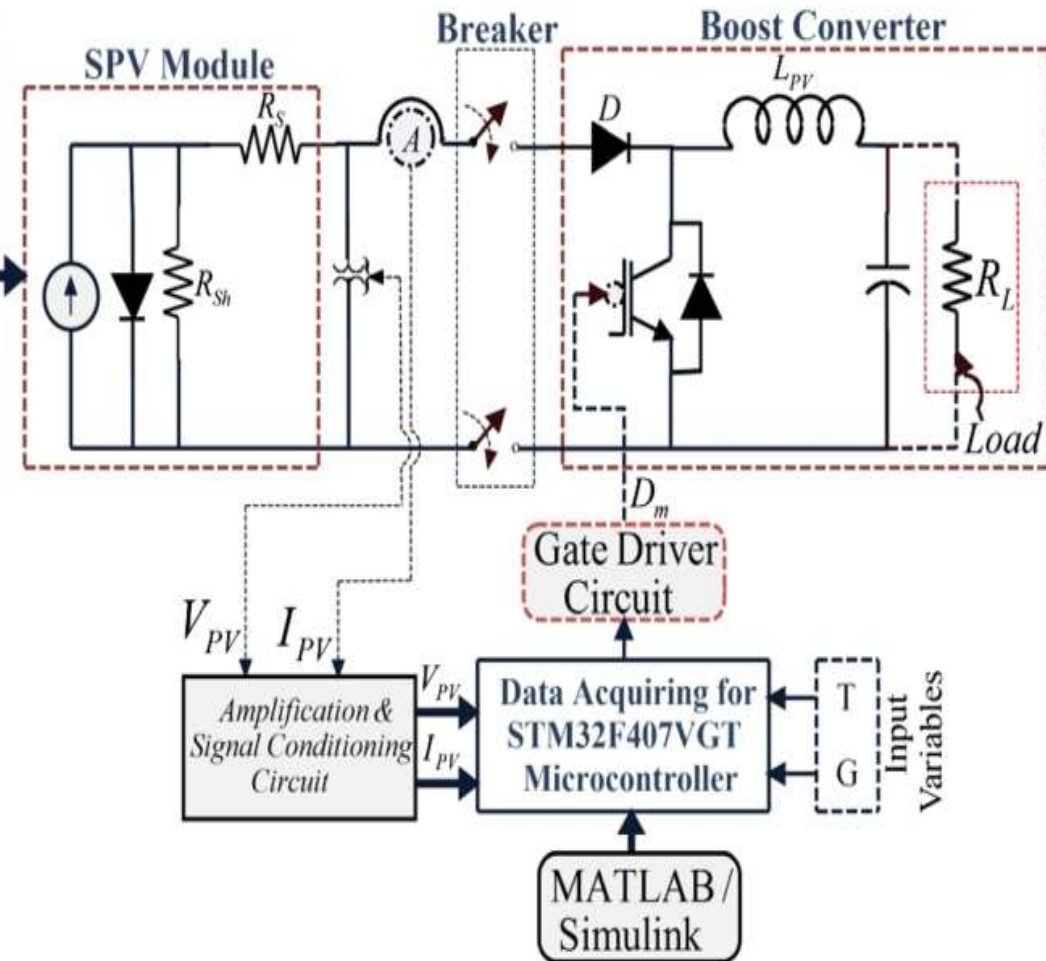 Breaker
Boost Converter
SPV Module
L_PV
R_S
A
D
R_Sh
R_L
Load
D_m
Gate Driver
Circuit
V_PV
I_PV
V_PV
I_PV
Amplification &
Signal Conditioning
Circuit
Data Acquiring for
STM32F407VGT
Microcontroller
T
G
Input
Variables
MATLAB /
Simulink